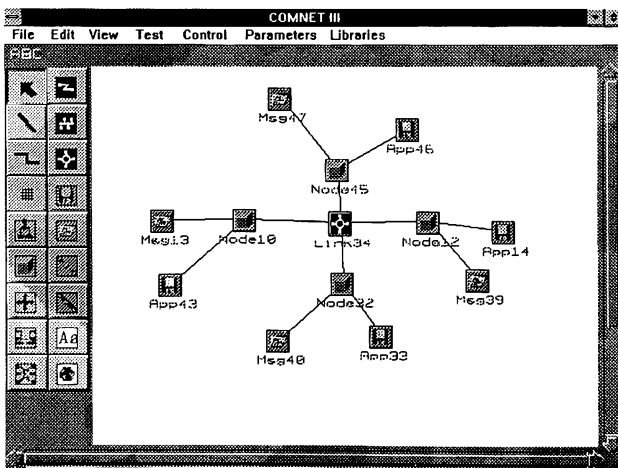 COMNET III
File Edit View Test Control Parameters Libraries
ABC
Msg47
App46
Node45
Msg13
Node10
Link34
Node12
App14
App43
Node32
Msg39
Msg40
App33
Aa